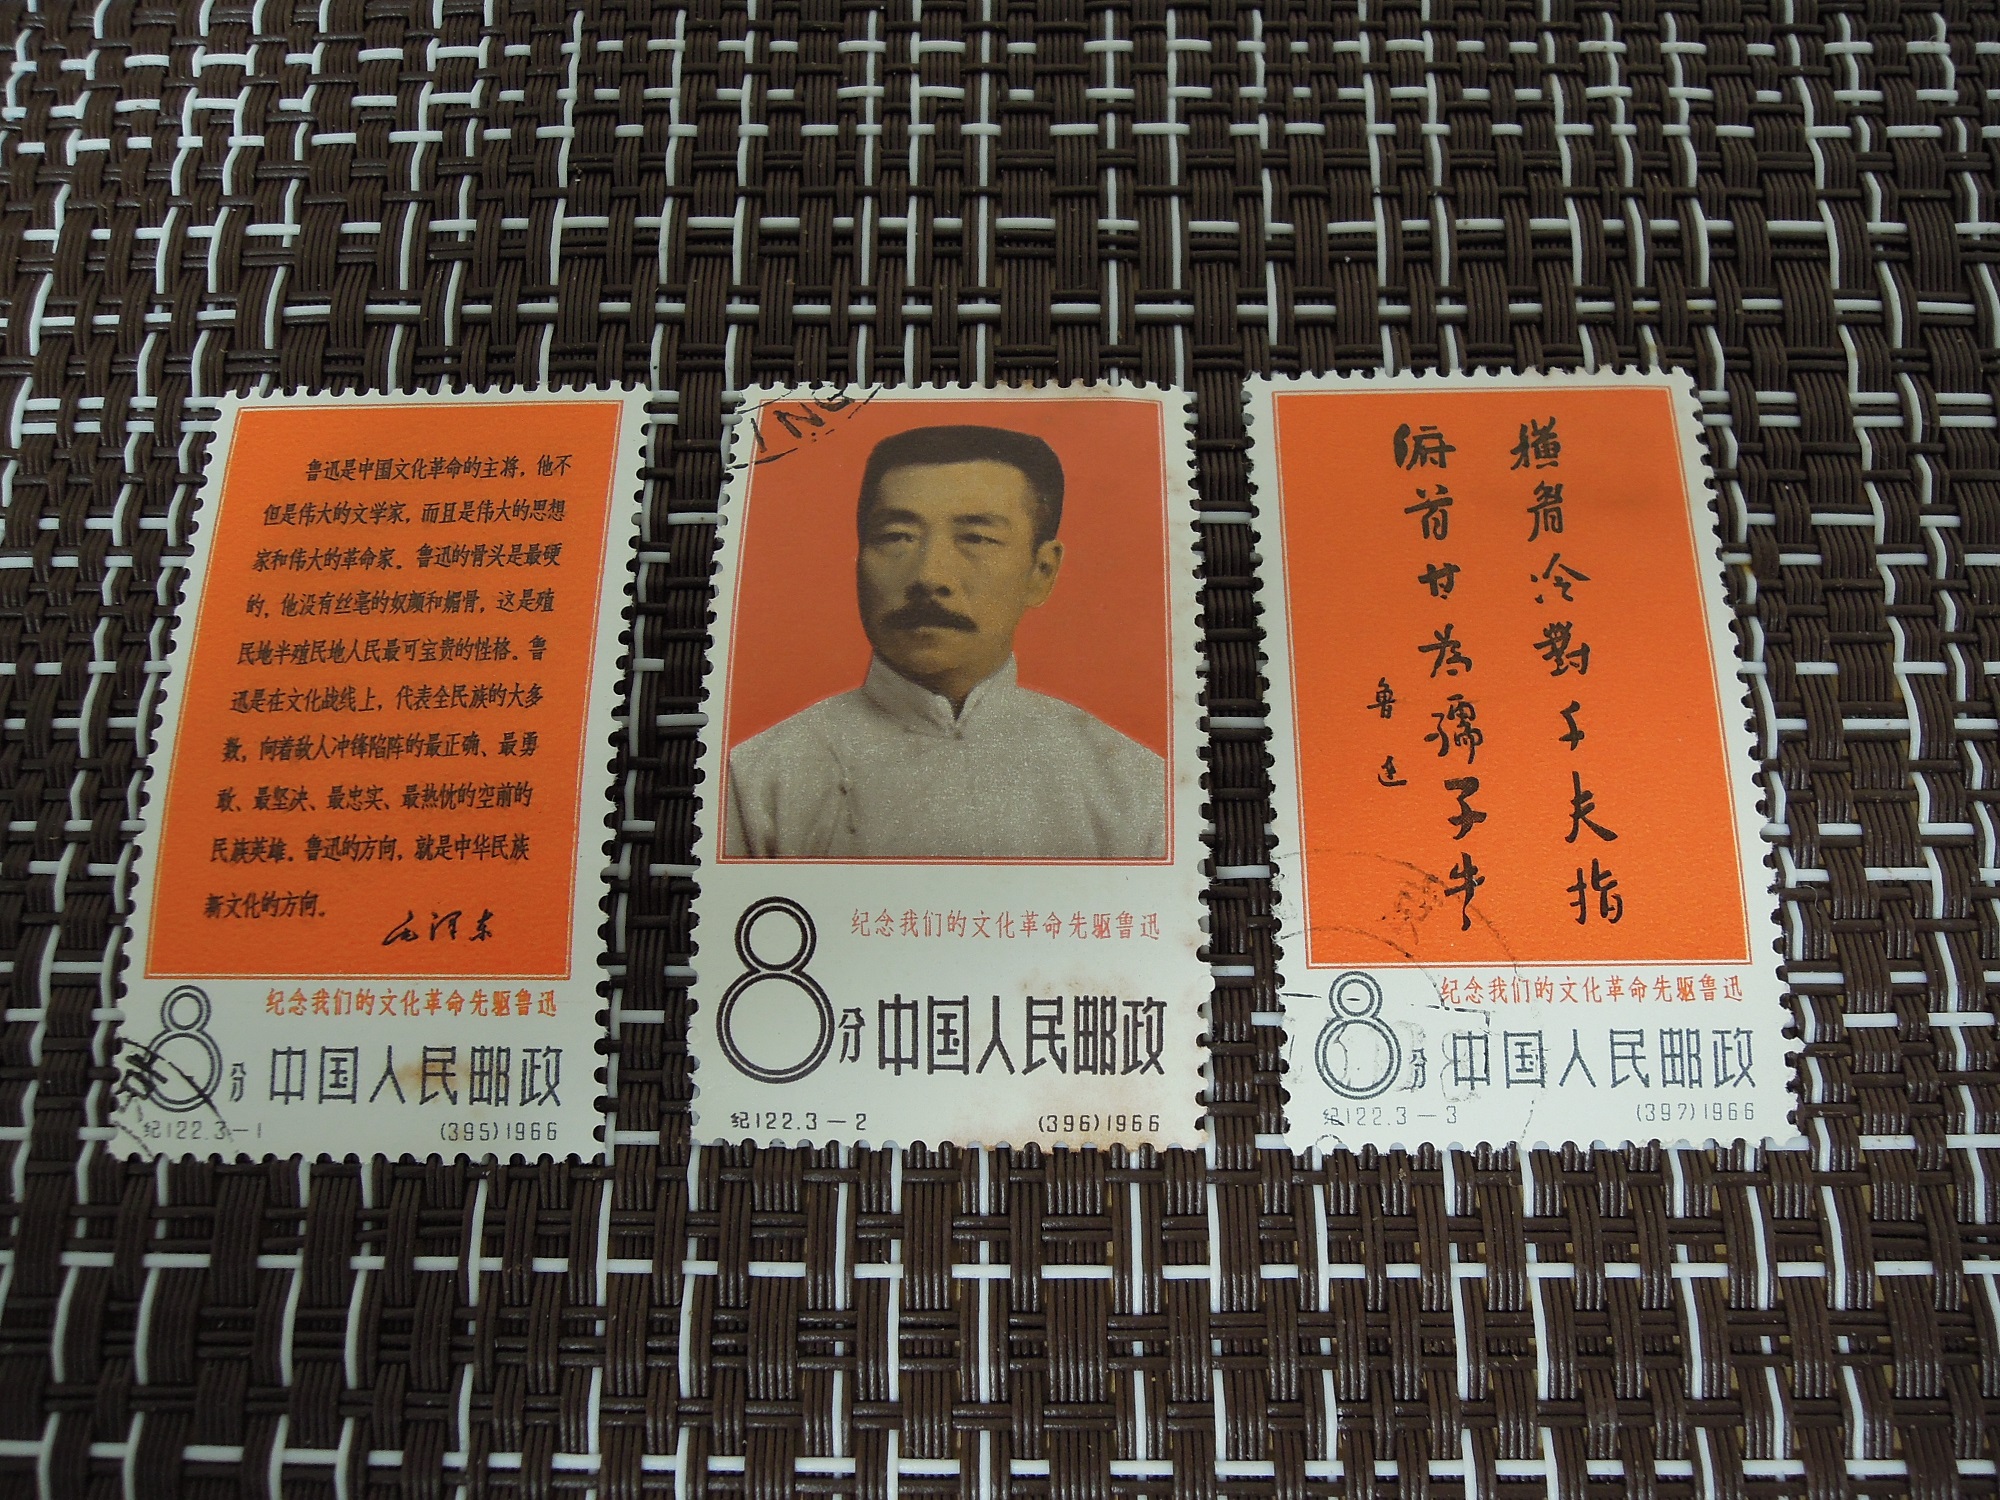 鲁迅是中国文化革命的主将，他不
但是伟大的文学家，而且是伟大的思想
家和伟大的革命家。鲁迅的骨头是最硬
的，他没有丝毫的奴颜和媚骨，这是殖
民地半殖民地人民最可宝贵的性格。鲁
迅是在文化战线上，代表全民族的大多
数，向着敌人冲锋陷阵的最正确、最勇
敢、最坚决、最忠实、最热忱的空前的
民族英雄。鲁迅的方向，就是中华民族
新文化的方向。
毛泽东
纪念我们的文化革命先驱鲁迅
8分 中国人民邮政
纪122.3-1 (395)1966
ING
纪念我们的文化革命先驱鲁迅
8分 中国人民邮政
纪122.3-2 (396)1966
横眉冷對千夫指
俯首甘为孺子牛
鲁迅
纪念我们的文化革命先驱鲁迅
8分 中国人民邮政
纪122.3-3 (397)1966